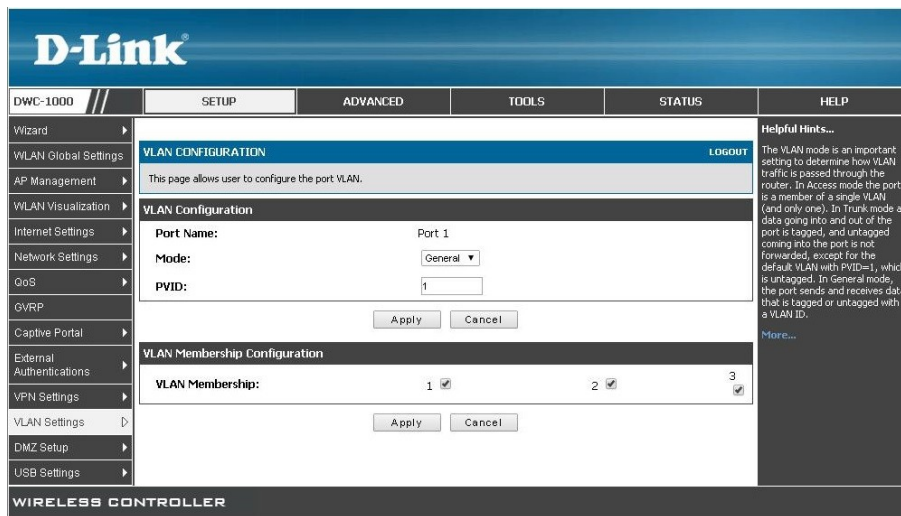 D-Link
DWC-1000
SETUP
ADVANCED
TOOLS
STATUS
HELP
Wizard
WLAN Global Settings
AP Management
WLAN Visualization
Internet Settings
Network Settings
QoS
GVRP
Captive Portal
External
Authentications
VPN Settings
VLAN Settings
DMZ Setup
USB Settings
VLAN CONFIGURATION
LOGOUT
This page allows user to configure the port VLAN.
VLAN Configuration
Port Name: Port 1
Mode: General
PVID: 1
Apply Cancel
VLAN Membership Configuration
VLAN Membership: 1 2 3
Apply Cancel
Helpful Hints...
The VLAN mode is an important
setting to determine how VLAN
traffic is passed through the
router. In Access mode the port
is a member of a single VLAN
(and only one). In Trunk mode a
data going into and out of the
port is tagged, and untagged
coming into the port is not
forwarded, except for the
default VLAN with PVID=1, whic
is untagged. In General mode,
the port sends and receives dat
that is tagged or untagged with
a VLAN ID.
More...
WIRELESS CONTROLLER